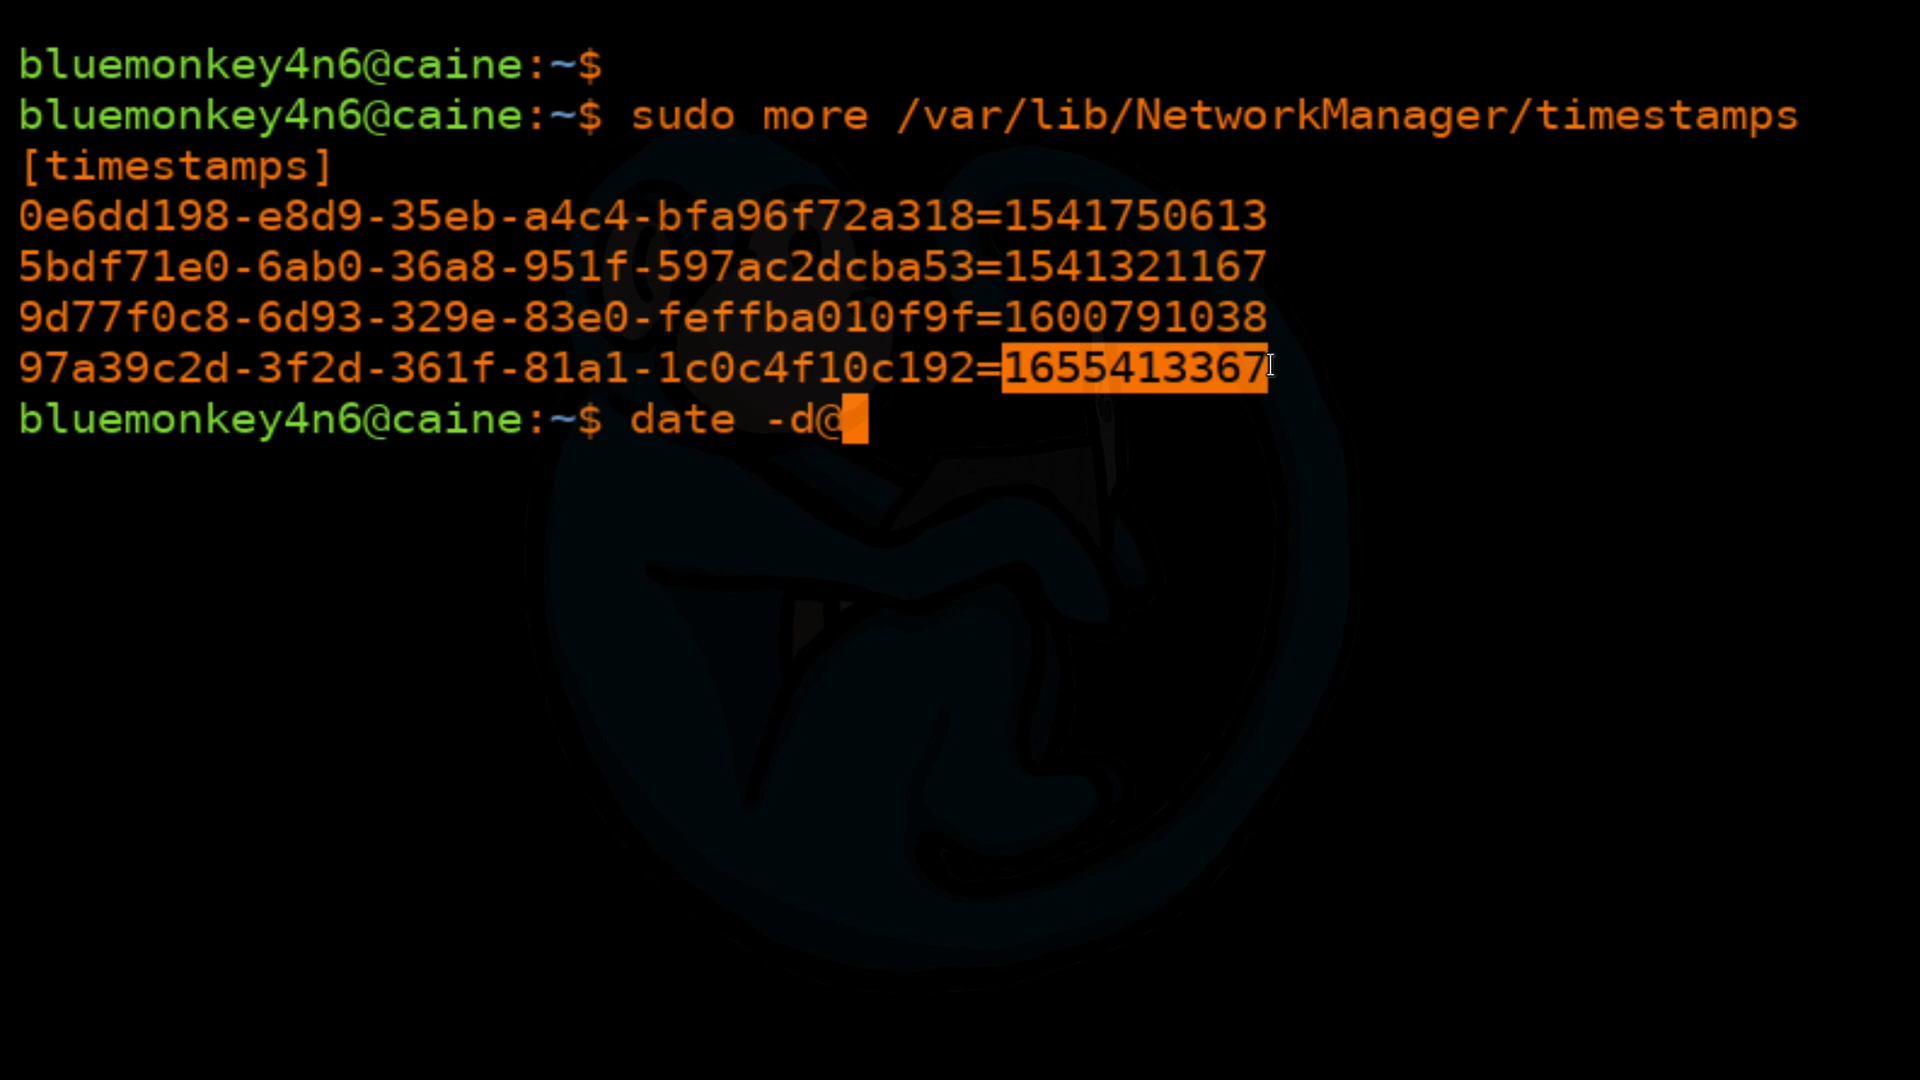 bluemonkey4n6@caine:~$
bluemonkey4n6@caine:~$ sudo more /var/lib/NetworkManager/timestamps
[timestamps]
0e6dd198-e8d9-35eb-a4c4-bfa96f72a318=1541750613
5bdf71e0-6ab0-36a8-951f-597ac2dcba53=1541321167
9d77f0c8-6d93-329e-83e0-feffba010f9f=1600791038
97a39c2d-3f2d-361f-81a1-1c0c4f10c192=1655413367
bluemonkey4n6@caine:~$ date -d@